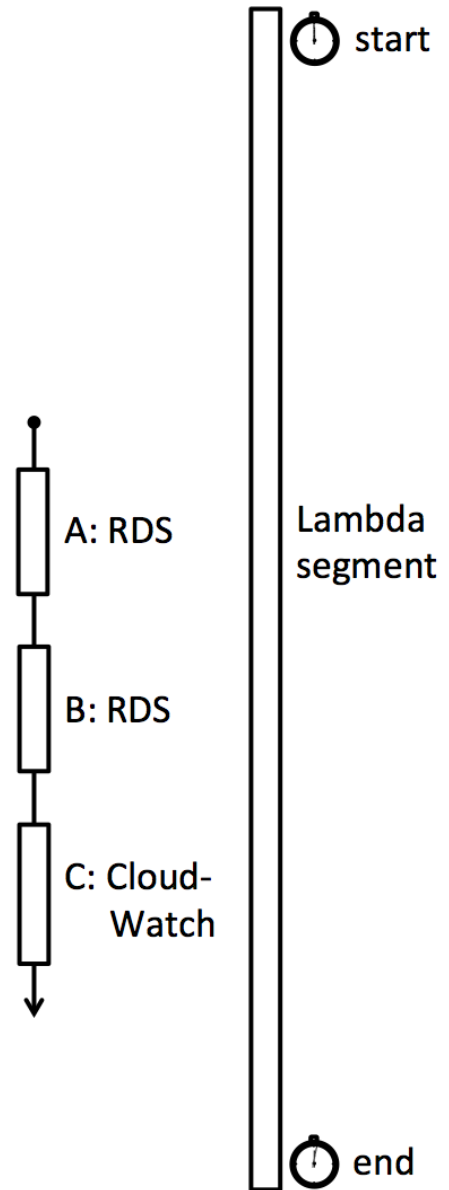 start
A: RDS
Lambda
segment
B: RDS
C: Cloud-
Watch
end